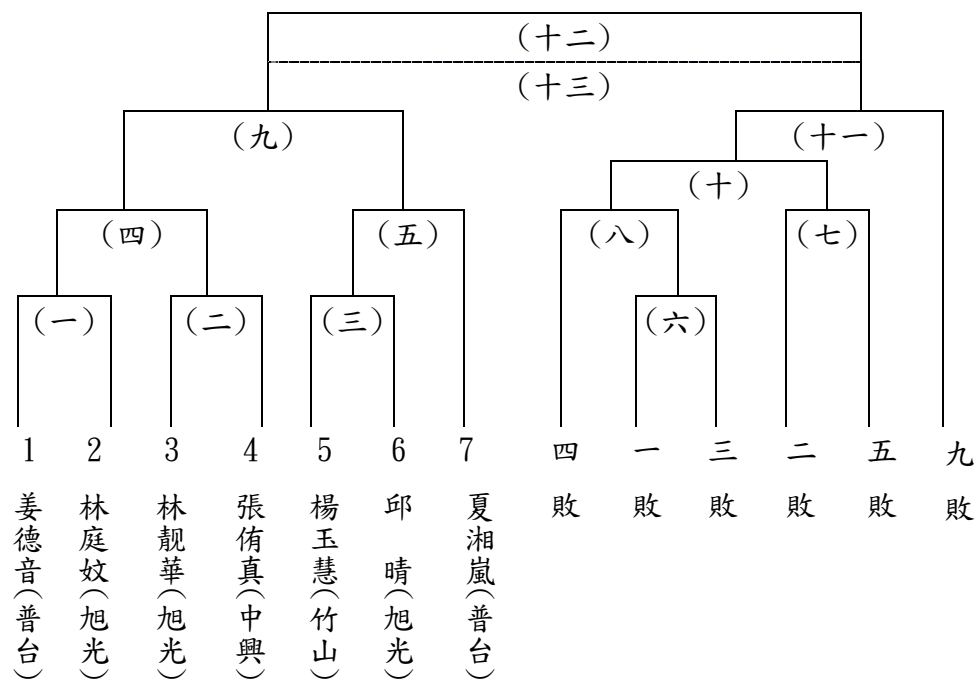 （十二）
（十三）
（九）
（十一）
（十）
（四）
（五）
（八）
（七）
（一）
（二）
（三）
（六）
1
2
3
4
5
6
7
四敗
一敗
三敗
二敗
五敗
九敗
姜德音（普台）
林庭妏（旭光）
林靚華（旭光）
張侑真（中興）
楊玉慧（竹山）
邱　晴（旭光）
夏湘嵐（普台）